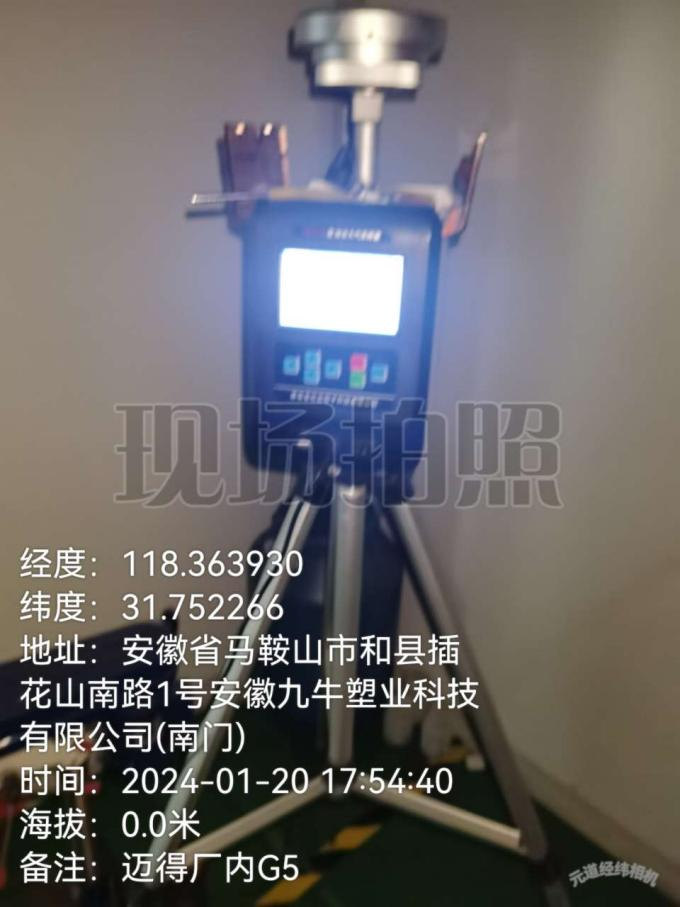 现场拍照
经度：118.363930
纬度：31.752266
地址：安徽省马鞍山市和县插
花山南路1号安徽九牛塑业科技
有限公司(南门)
时间：2024-01-20 17:54:40
海拔：0.0米
备注：迈得厂内G5
元道经纬相机